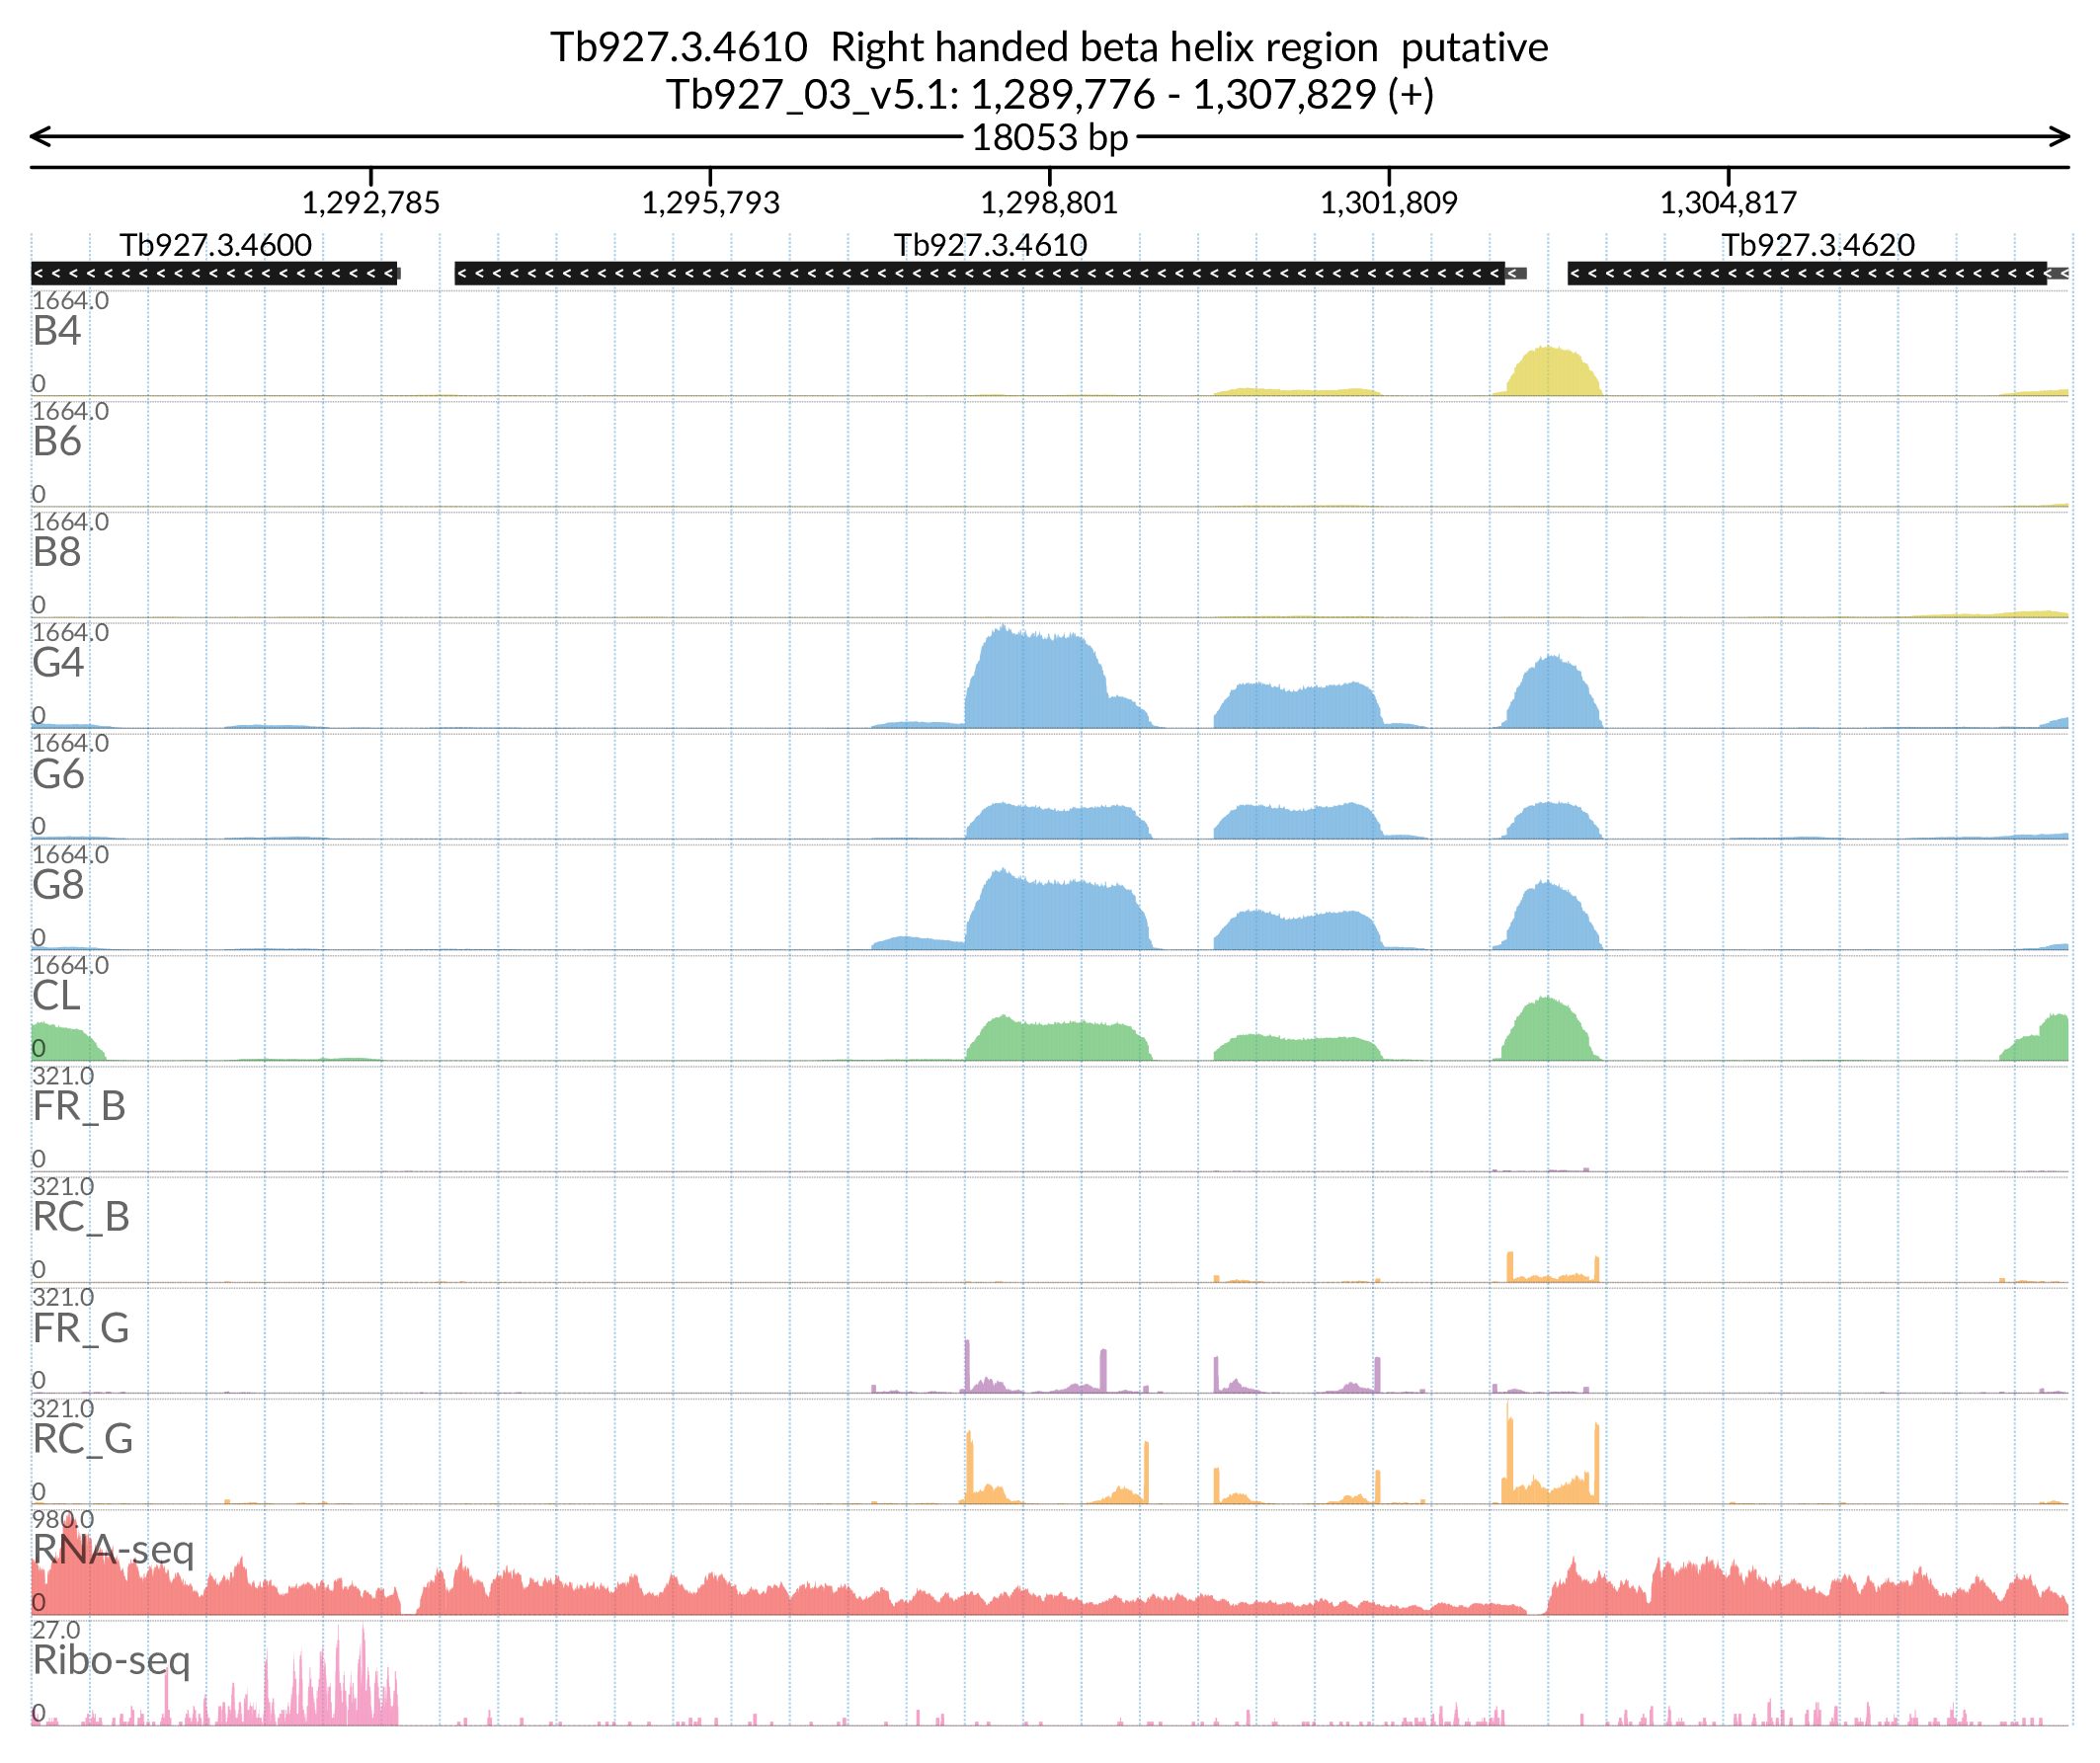 Tb927.3.4610  Right handed beta helix region  putative
Tb927_03_v5.1: 1,289,776 - 1,307,829 (+)
18053 bp
1,292,785 1,295,793 1,298,801 1,301,809 1,304,817
Tb927.3.4600 Tb927.3.4610 Tb927.3.4620
1664.0
B4
0
1664.0
B6
0
1664.0
B8
0
1664.0
G4
0
1664.0
G6
0
1664.0
G8
0
1664.0
CL
0
321.0
FR_B
0
321.0
RC_B
0
321.0
FR_G
0
321.0
RC_G
0
980.0
RNA-seq
0
27.0
Ribo-seq
0